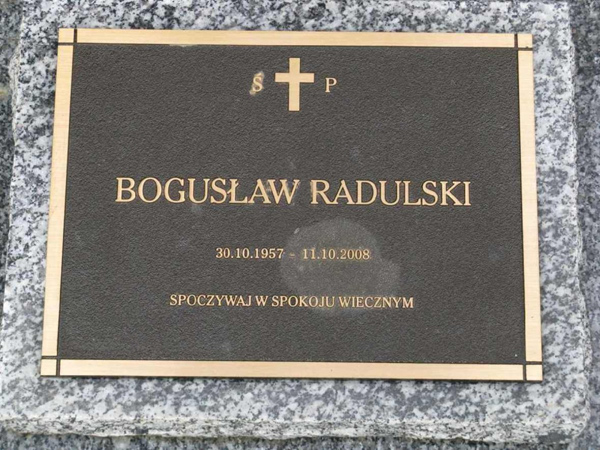 Ś P
BOGUSŁAW RADULSKI
30.10.1957 - 11.10.2008
SPOCZYWAJ W SPOKOJU WIECZNYM